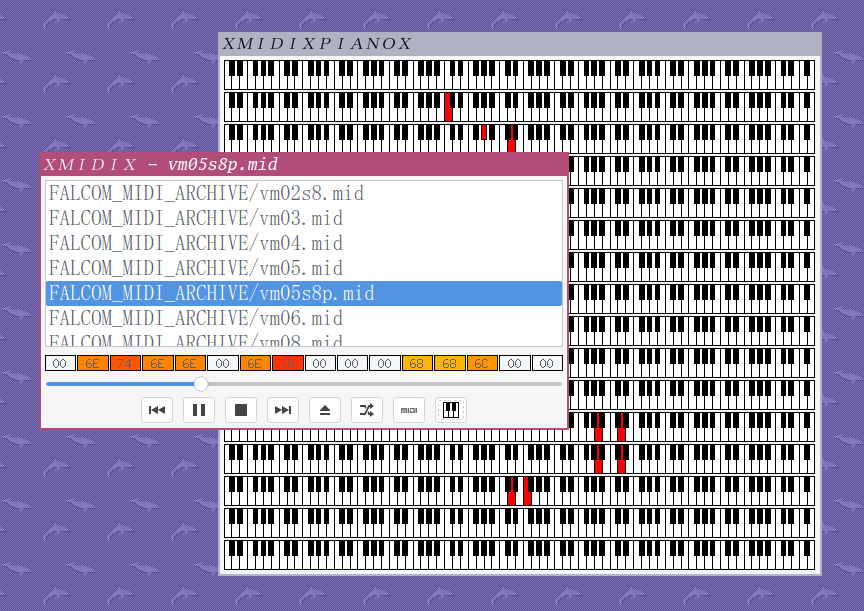 XMIDIXPIANOX
XMIDIX - vm05s8p.mid
FALCOM_MIDI_ARCHIVE/vm02s8.mid
FALCOM_MIDI_ARCHIVE/vm03.mid
FALCOM_MIDI_ARCHIVE/vm04.mid
FALCOM_MIDI_ARCHIVE/vm05.mid
FALCOM_MIDI_ARCHIVE/vm05s8p.mid
FALCOM_MIDI_ARCHIVE/vm06.mid
FALCOM_MIDI_ARCHIVE/vm08.mid
00 6E 74 6E 6E 00 6E 00 00 00 68 68 6C 00 00
MIDI